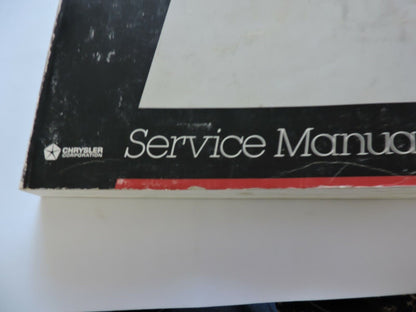 CHRYSLER
CORPORATION
Service Manua